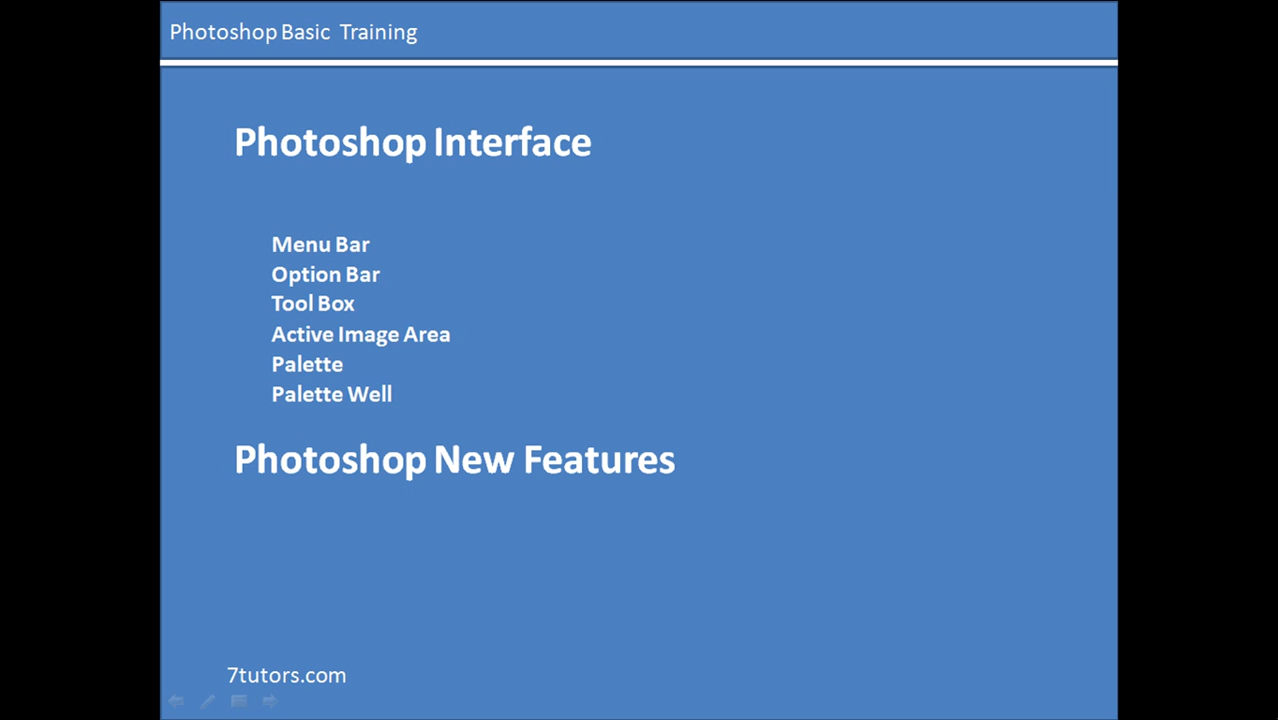 Photoshop Basic Training
Photoshop Interface
Menu Bar
Option Bar
Tool Box
Active Image Area
Palette
Palette Well
Photoshop New Features
7tutors.com